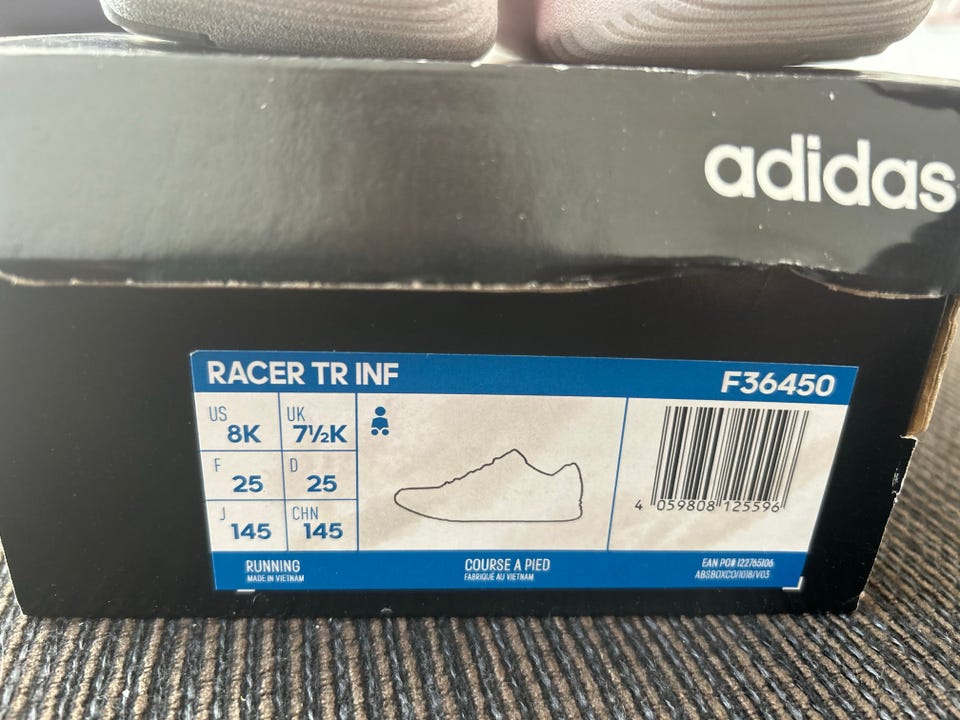 adidas
RACER TR INF F36450
US 8K UK 7½K
F 25 D 25
J 145 CHN 145
4 059808 125596
RUNNING COURSE A PIED EAN PO# 122765106
MADE IN VIETNAM FABRIQUÉ AU VIETNAM ABSBOXCO/1018/V03